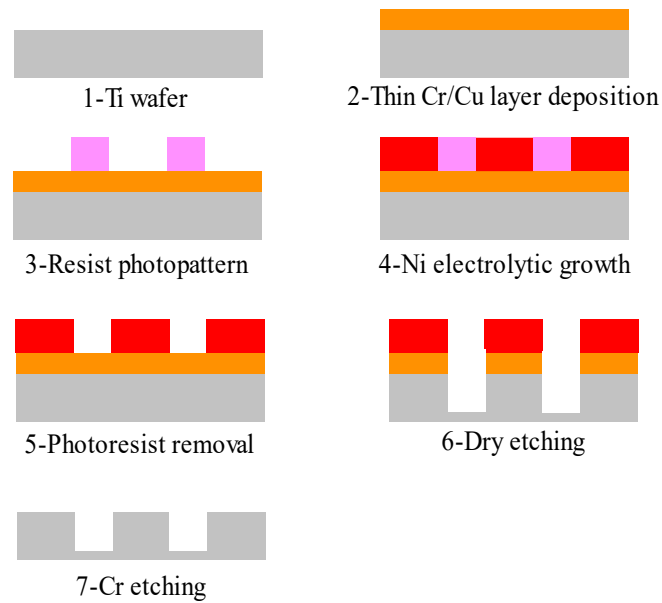 1-Ti wafer
2-Thin Cr/Cu layer deposition
3-Resist photopattern
4-Ni electrolytic growth
5-Photoresist removal
6-Dry etching
7-Cr etching